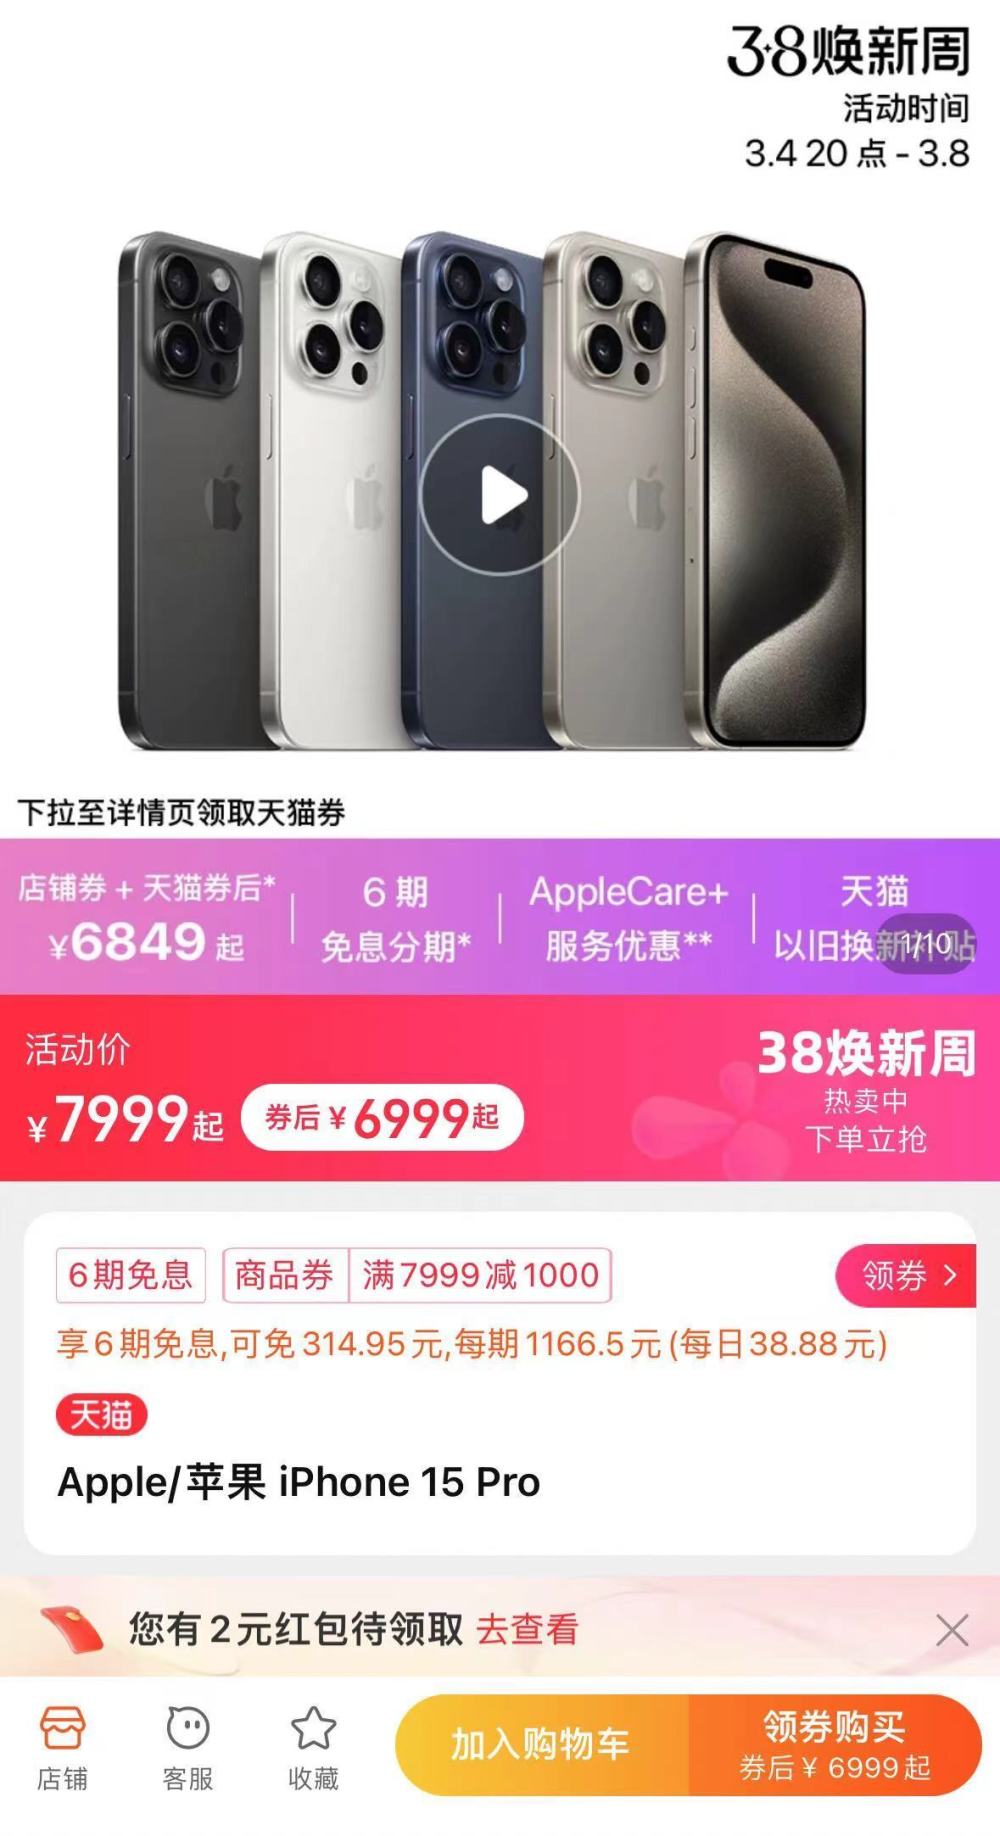 38焕新周
活动时间
3.4 20 点 - 3.8
下拉至详情页领取天猫券
店铺券 + 天猫券后*
¥6849 起
6 期
免息分期*
AppleCare+
服务优惠**
天猫
以旧换新补贴
1/10
活动价
¥7999起
券后 ¥6999起
38焕新周
热卖中
下单立抢
6期免息
商品券
满7999减1000
领券 >
享6期免息,可免314.95元,每期1166.5元(每日38.88元)
天猫
Apple/苹果 iPhone 15 Pro
您有2元红包待领取 去查看
店铺
客服
收藏
加入购物车
领券购买
券后 ¥ 6999起